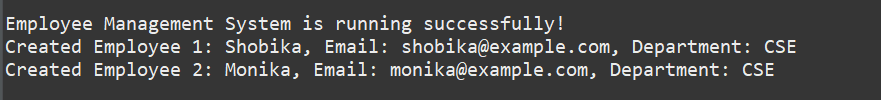 Employee Management System is running successfully!
Created Employee 1: Shobika, Email: shobika@example.com, Department: CSE
Created Employee 2: Monika, Email: monika@example.com, Department: CSE